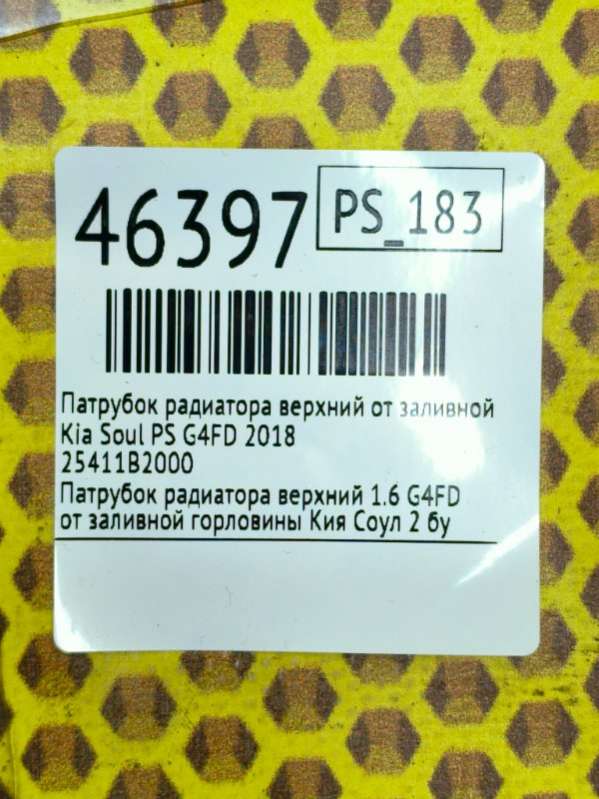 46397
PS_183
Патрубок радиатора верхний от заливной
Kia Soul PS G4FD 2018
25411B2000
Патрубок радиатора верхний 1.6 G4FD
от заливной горловины Кия Соул 2 бу